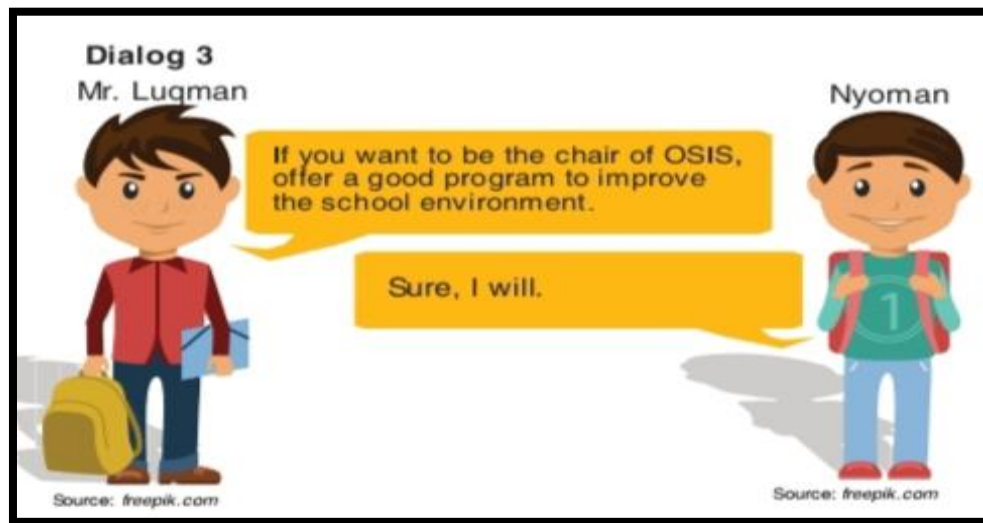 Dialog 3
Mr. Luqman
Nyoman
If you want to be the chair of OSIS,
offer a good program to improve
the school environment.
Sure, I will.
1
Source: freepik.com
Source: freepik.com